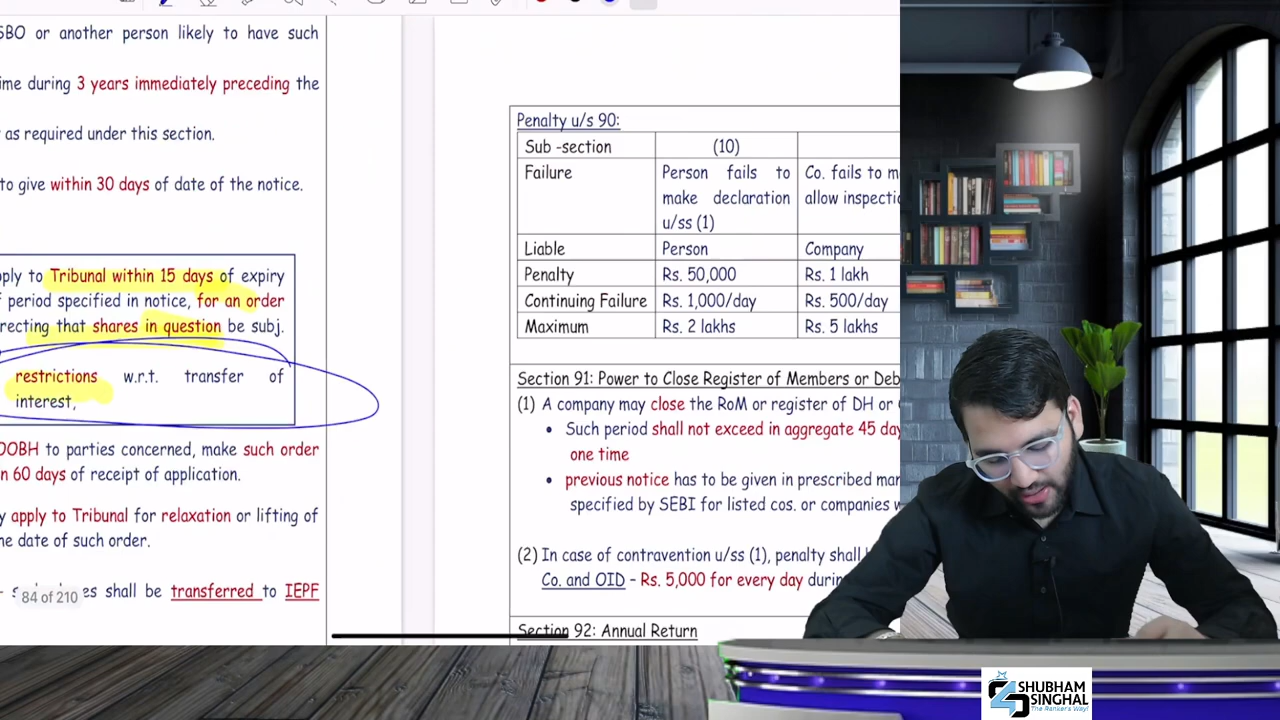 SBO or another person likely to have such
ime during 3 years immediately preceding the
as required under this section.
to give within 30 days of date of the notice.
pply to Tribunal within 15 days of expiry
f period specified in notice, for an order
recting that shares in question be subj.
restrictions w.r.t. transfer of
interest,
OOBH to parties concerned, make such order
n 60 days of receipt of application.
y apply to Tribunal for relaxation or lifting of
he date of such order.
es shall be transferred to IEPF
84 of 210
Penalty u/s 90:
Sub -section (10)
Failure Person fails to Co. fails to m
make declaration allow inspectio
u/ss (1)
Liable Person Company
Penalty Rs. 50,000 Rs. 1 lakh
Continuing Failure Rs. 1,000/day Rs. 500/day
Maximum Rs. 2 lakhs Rs. 5 lakhs
Section 91: Power to Close Register of Members or Deb
(1) A company may close the RoM or register of DH or
• Such period shall not exceed in aggregate 45 day
one time
• previous notice has to be given in prescribed man
specified by SEBI for listed cos. or companies w
(2) In case of contravention u/ss (1), penalty shall
Co. and OID – Rs. 5,000 for every day durin
Section 92: Annual Return
SHUBHAM
SINGHAL
The Ranker's Way!